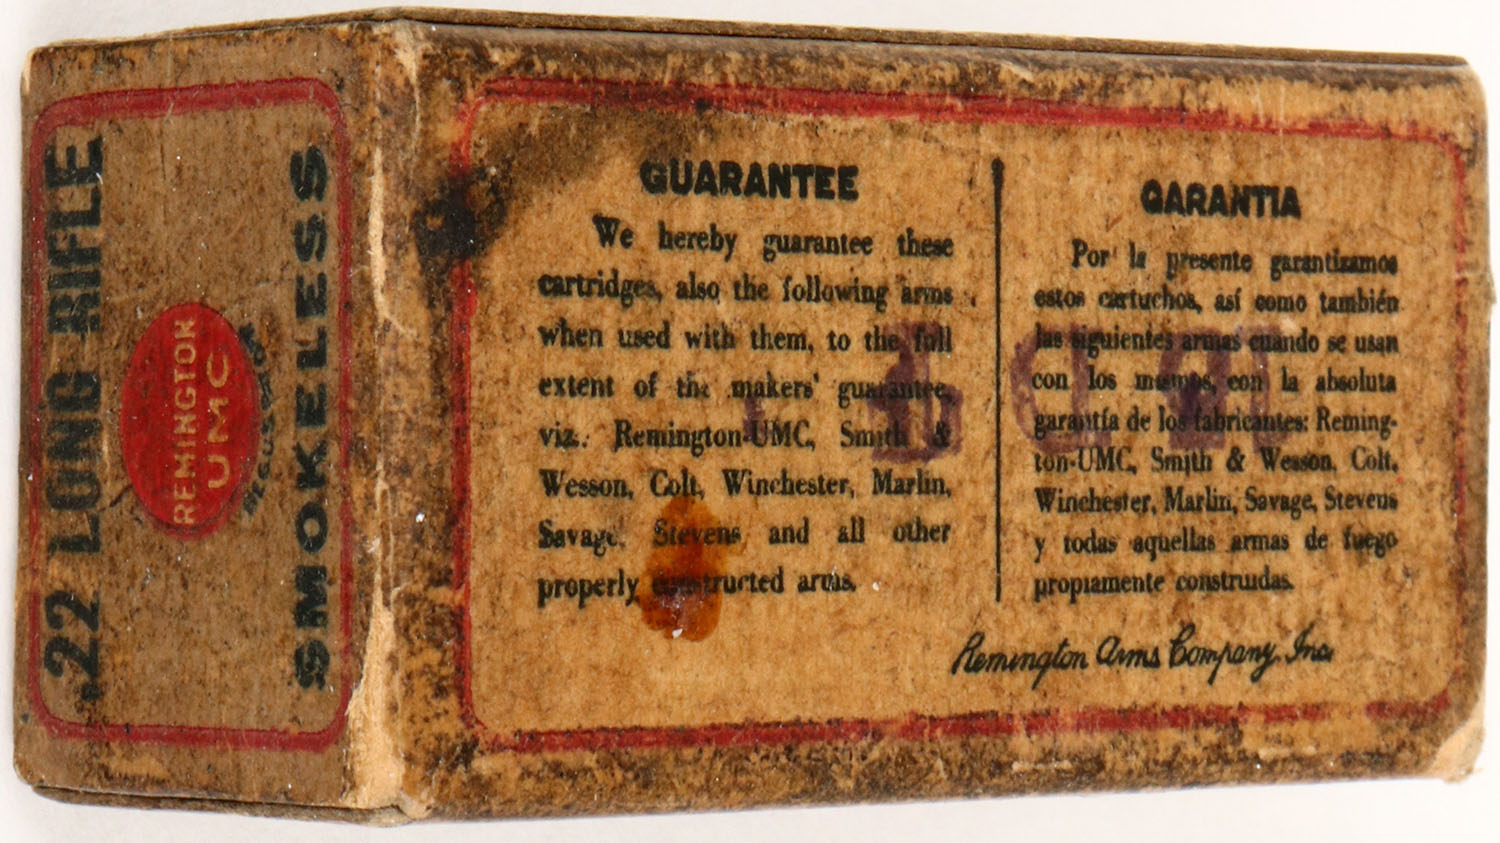 .22 LONG RIFLE
REMINGTON
UMC
SMOKELESS
GUARANTEE
We hereby guarantee these
cartridges, also the following arms
when used with them, to the full
extent of the makers' guarantee,
viz.: Remington-UMC, Smith &
Wesson, Colt, Winchester, Marlin,
Savage, Stevens and all other
properly constructed arms.
GARANTIA
Por la presente garantizamos
estos cartuchos, así como también
las siguientes armas cuando se usan
con los mismos, con la absoluta
garantía de los fabricantes: Reming-
ton-UMC, Smith & Wesson, Colt,
Winchester, Marlin, Savage, Stevens
y todas aquellas armas de fuego
propiamente construidas.
Remington Arms Company, Inc.